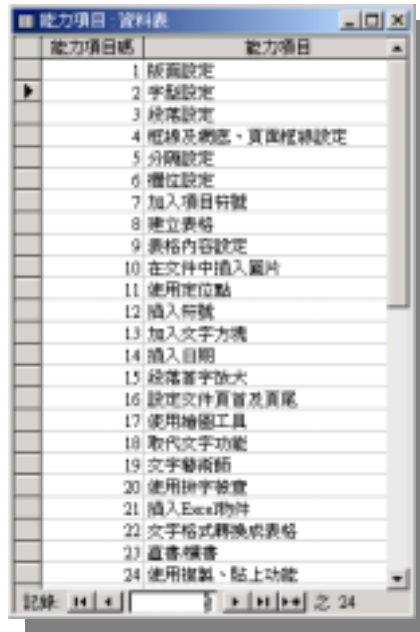 能力項目 : 資料表
能力項目碼 能力項目
1 版面設定
2 字型設定
3 段落設定
4 框線及網底、頁面框線設定
5 分隔設定
6 欄位設定
7 加入項目符號
8 建立表格
9 表格內容設定
10 在文件中插入圖片
11 使用定位點
12 插入符號
13 加入文字方塊
14 插入日期
15 段落首字放大
16 設定文件頁首及頁尾
17 使用繪圖工具
18 取代文字功能
19 文字藝術師
20 使用拼字檢查
21 插入Excel物件
22 文字格式轉換成表格
23 直書/橫書
24 使用複製、貼上功能
記錄: 之 24